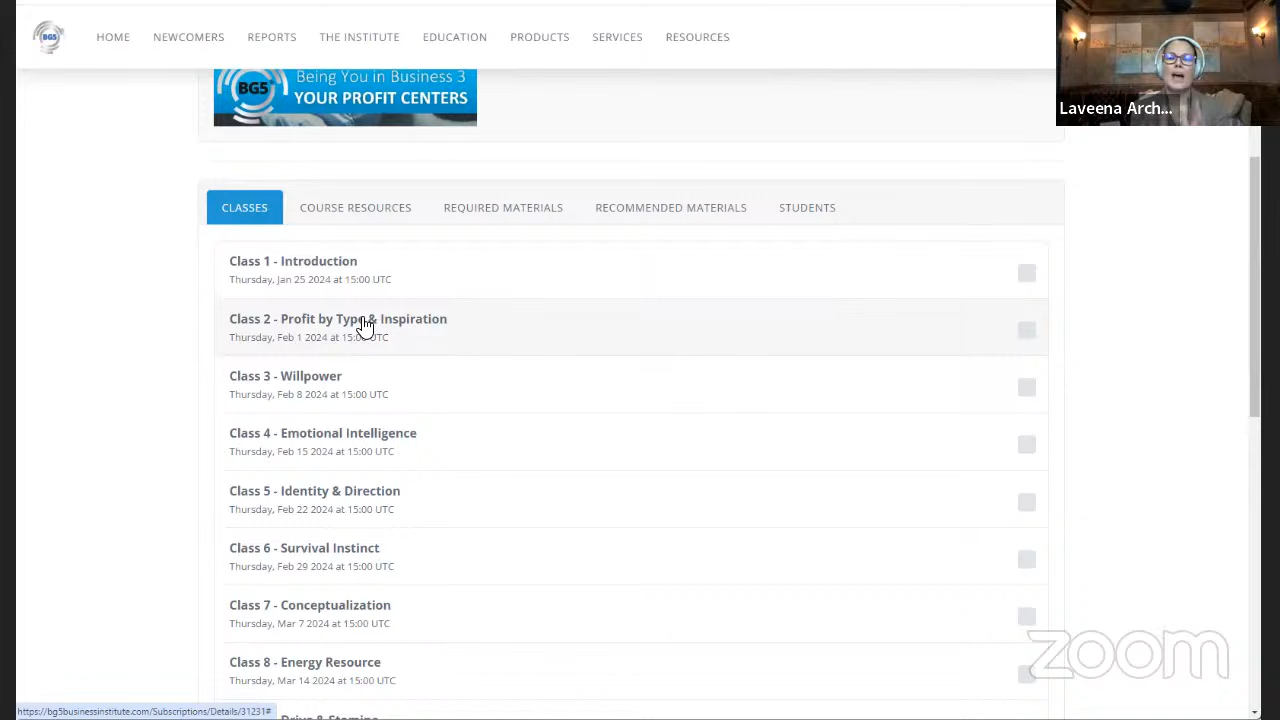 BG5
HOME NEWCOMERS REPORTS THE INSTITUTE EDUCATION PRODUCTS SERVICES RESOURCES
Laveena Arch...
BG5
Being You in Business 3
YOUR PROFIT CENTERS
CLASSES COURSE RESOURCES REQUIRED MATERIALS RECOMMENDED MATERIALS STUDENTS
Class 1 - Introduction
Thursday, Jan 25 2024 at 15:00 UTC
Class 2 - Profit by Type & Inspiration
Thursday, Feb 1 2024 at 15:00 UTC
Class 3 - Willpower
Thursday, Feb 8 2024 at 15:00 UTC
Class 4 - Emotional Intelligence
Thursday, Feb 15 2024 at 15:00 UTC
Class 5 - Identity & Direction
Thursday, Feb 22 2024 at 15:00 UTC
Class 6 - Survival Instinct
Thursday, Feb 29 2024 at 15:00 UTC
Class 7 - Conceptualization
Thursday, Mar 7 2024 at 15:00 UTC
Class 8 - Energy Resource
Thursday, Mar 14 2024 at 15:00 UTC
Drive & Stamina
zoom
https://bg5businessinstitute.com/Subscriptions/Details/31231#